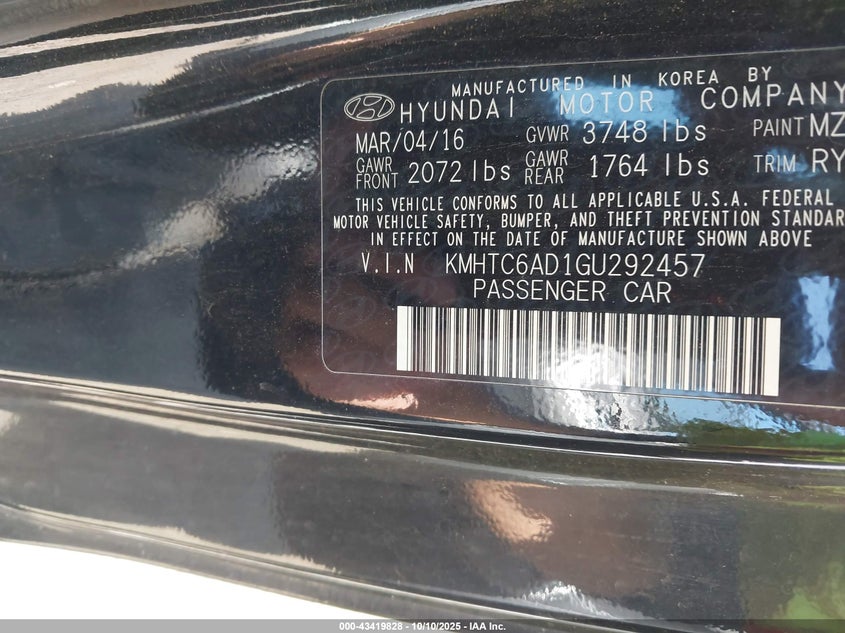 MANUFACTURED IN KOREA BY
HYUNDAI MOTOR COMPANY
MAR/04/16 GVWR 3748 lbs PAINT MZ
GAWR FRONT 2072 lbs GAWR REAR 1764 lbs TRIM RY
THIS VEHICLE CONFORMS TO ALL APPLICABLE U.S.A. FEDERAL
MOTOR VEHICLE SAFETY, BUMPER, AND THEFT PREVENTION STANDAR
IN EFFECT ON THE DATE OF MANUFACTURE SHOWN ABOVE
V.I.N KMHTC6AD1GU292457
PASSENGER CAR
000-43419828 - 10/10/2025 - IAA Inc.